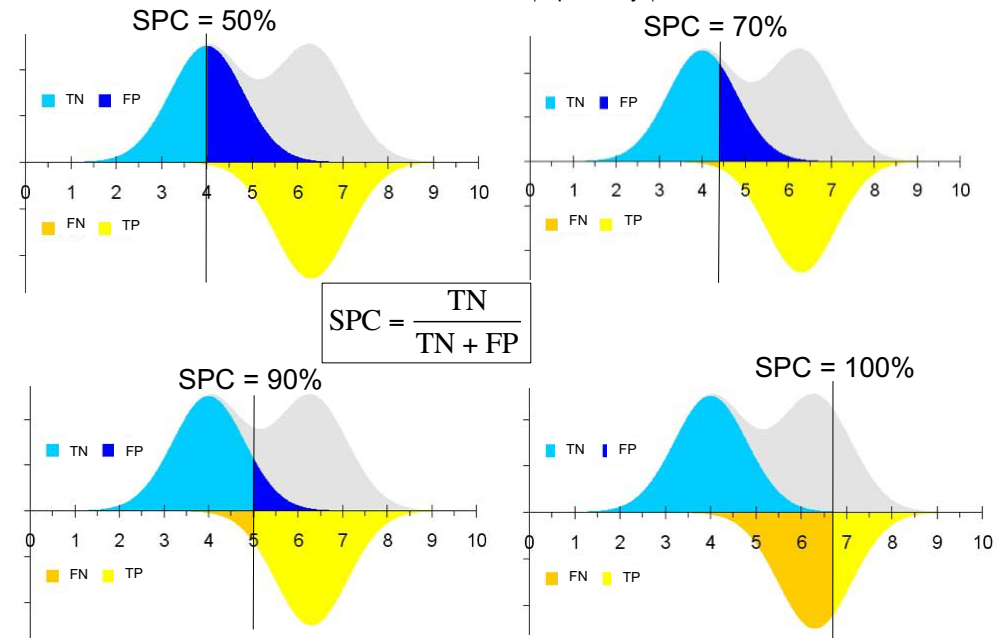 SPC = 50%
TN FP
0 1 2 3 4 5 6 7 8 9 10
FN TP
SPC = 70%
TN FP
0 1 2 3 4 5 6 7 8 9 10
FN TP
SPC = TN / TN + FP
SPC = 90%
TN FP
0 1 2 3 4 5 6 7 8 9 10
FN TP
SPC = 100%
TN FP
0 1 2 3 4 5 6 7 8 9 10
FN TP